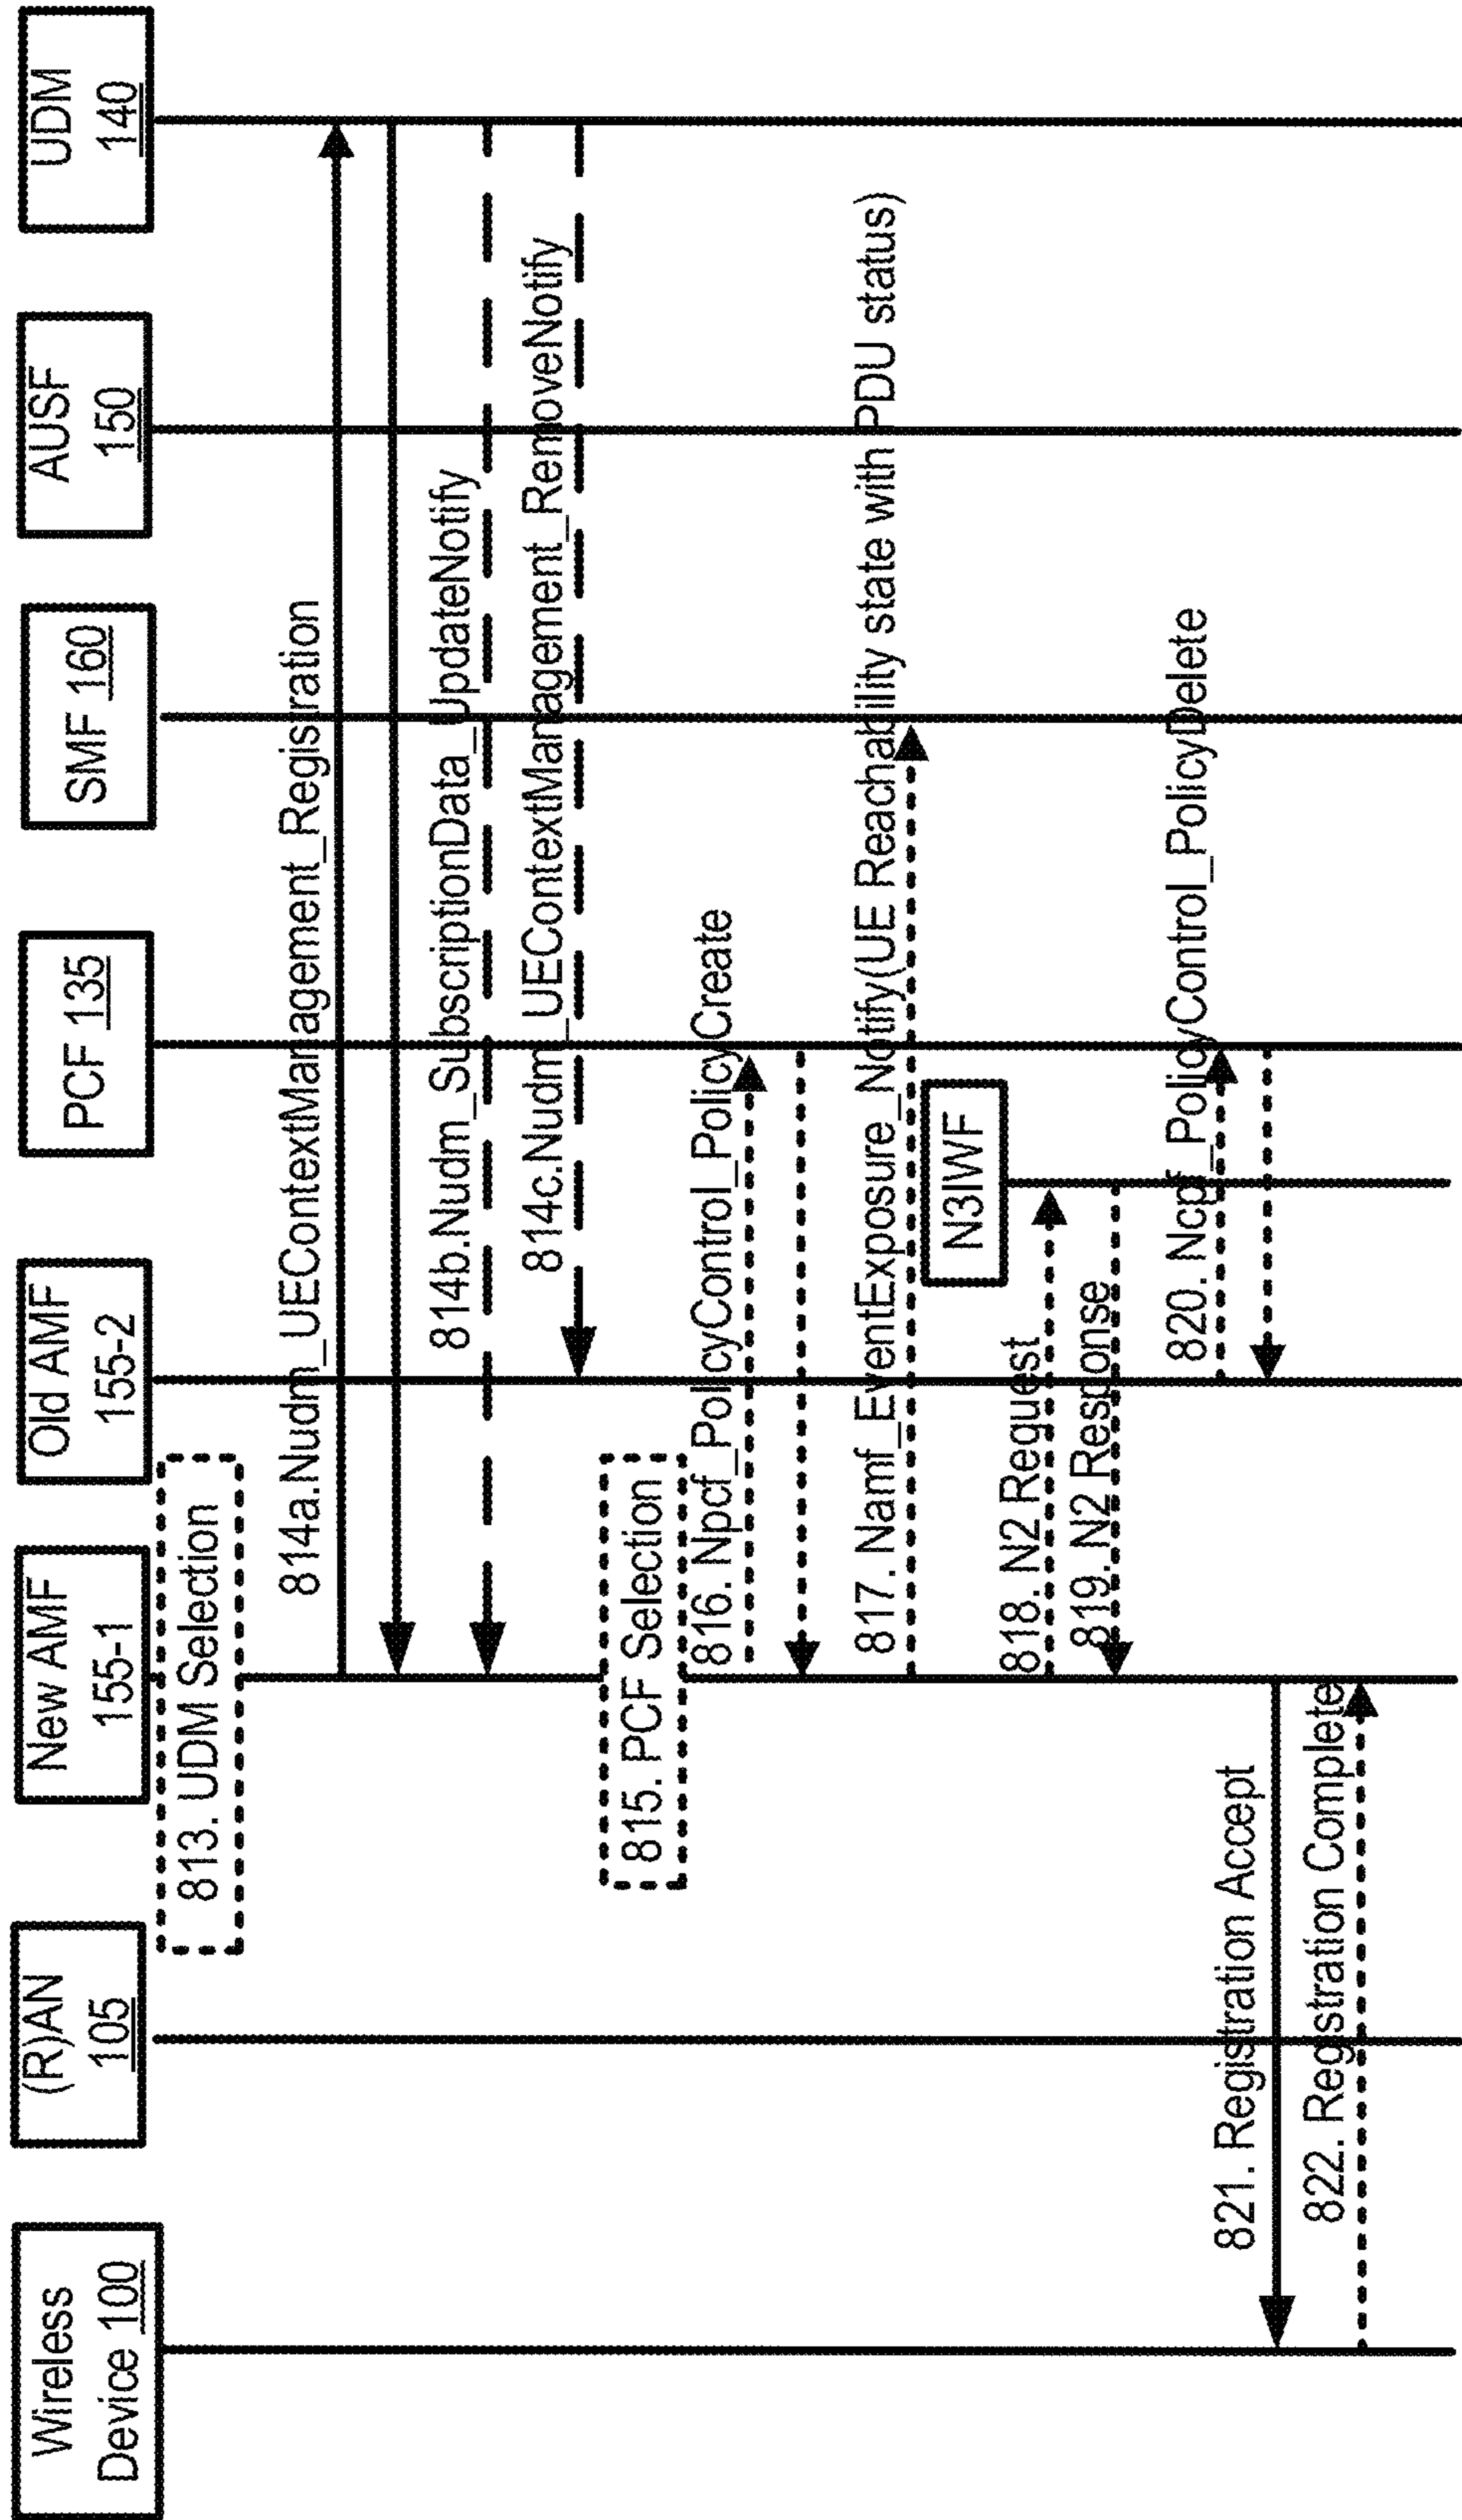 Wireless
Device 100
(R)AN
105
New AMF
155-1
Old AMF
155-2
PCF 135
SMF 160
AUSF
150
UDM
140
813. UDM Selection
814a.Nudm_UEContextManagement_Registration
814b.Nudm_SubscriptionData_UpdateNotify
814c.Nudm_UEContextManagement_RemoveNotify
815. PCF Selection
816. Npcf_PolicyControl_PolicyCreate
817. Namf_EventExposure_Notify(UE Reachability state with PDU status)
N3IWF
818. N2 Request
819. N2 Response
820. Ncpf_PolicyControl_PolicyDelete
821. Registration Accept
822. Registration Complete